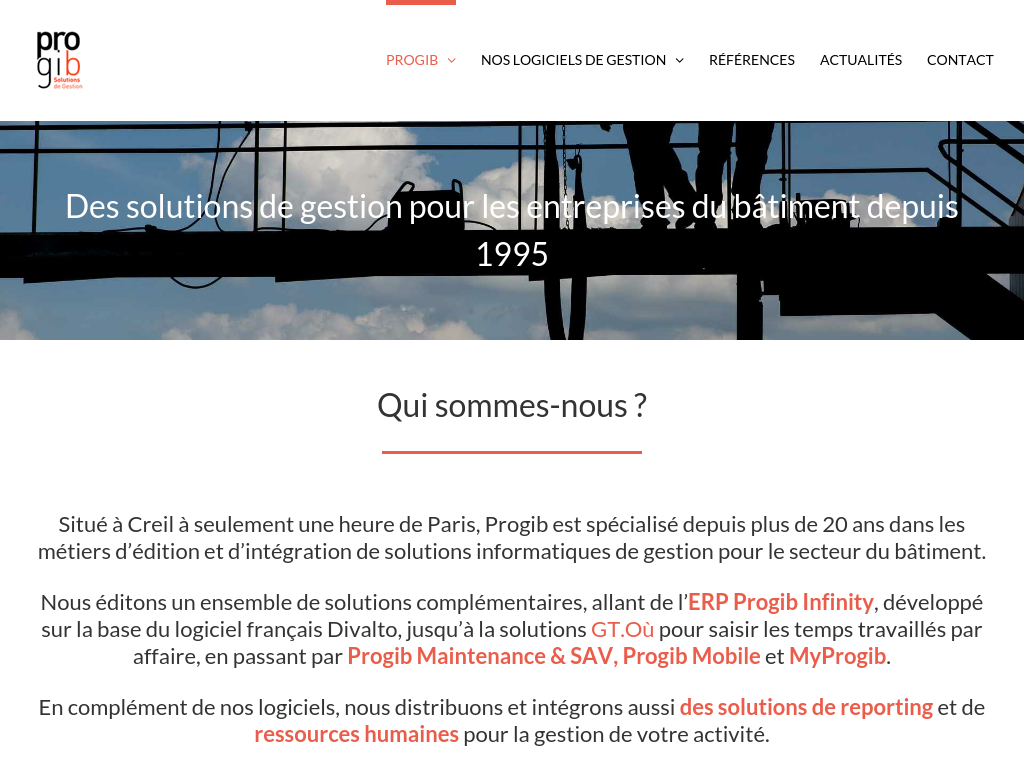 pro
gib
Solutions
de Gestion
PROGIB
NOS LOGICIELS DE GESTION
RÉFÉRENCES
ACTUALITÉS
CONTACT
Des solutions de gestion pour les entreprises du bâtiment depuis
1995
Qui sommes-nous ?
Situé à Creil à seulement une heure de Paris, Progib est spécialisé depuis plus de 20 ans dans les
métiers d’édition et d’intégration de solutions informatiques de gestion pour le secteur du bâtiment.
Nous éditons un ensemble de solutions complémentaires, allant de l’ERP Progib Infinity, développé
sur la base du logiciel français Divalto, jusqu’à la solutions GT.Où pour saisir les temps travaillés par
affaire, en passant par Progib Maintenance & SAV, Progib Mobile et MyProgib.
En complément de nos logiciels, nous distribuons et intégrons aussi des solutions de reporting et de
ressources humaines pour la gestion de votre activité.